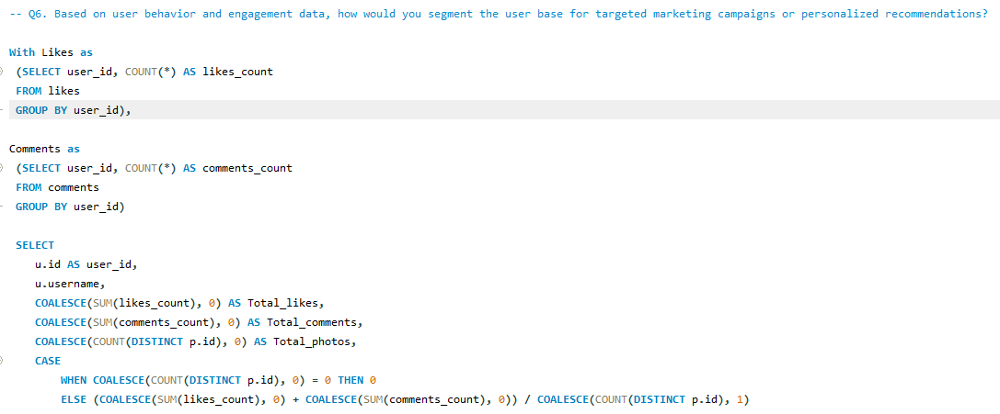 -- Q6. Based on user behavior and engagement data, how would you segment the user base for targeted marketing campaigns or personalized recommendations?
With Likes as
(SELECT user_id, COUNT(*) AS likes_count
FROM likes
GROUP BY user_id),
Comments as
(SELECT user_id, COUNT(*) AS comments_count
FROM comments
GROUP BY user_id)
SELECT
u.id AS user_id,
u.username,
COALESCE(SUM(likes_count), 0) AS Total_likes,
COALESCE(SUM(comments_count), 0) AS Total_comments,
COALESCE(COUNT(DISTINCT p.id), 0) AS Total_photos,
CASE
WHEN COALESCE(COUNT(DISTINCT p.id), 0) = 0 THEN 0
ELSE (COALESCE(SUM(likes_count), 0) + COALESCE(SUM(comments_count), 0)) / COALESCE(COUNT(DISTINCT p.id), 1)